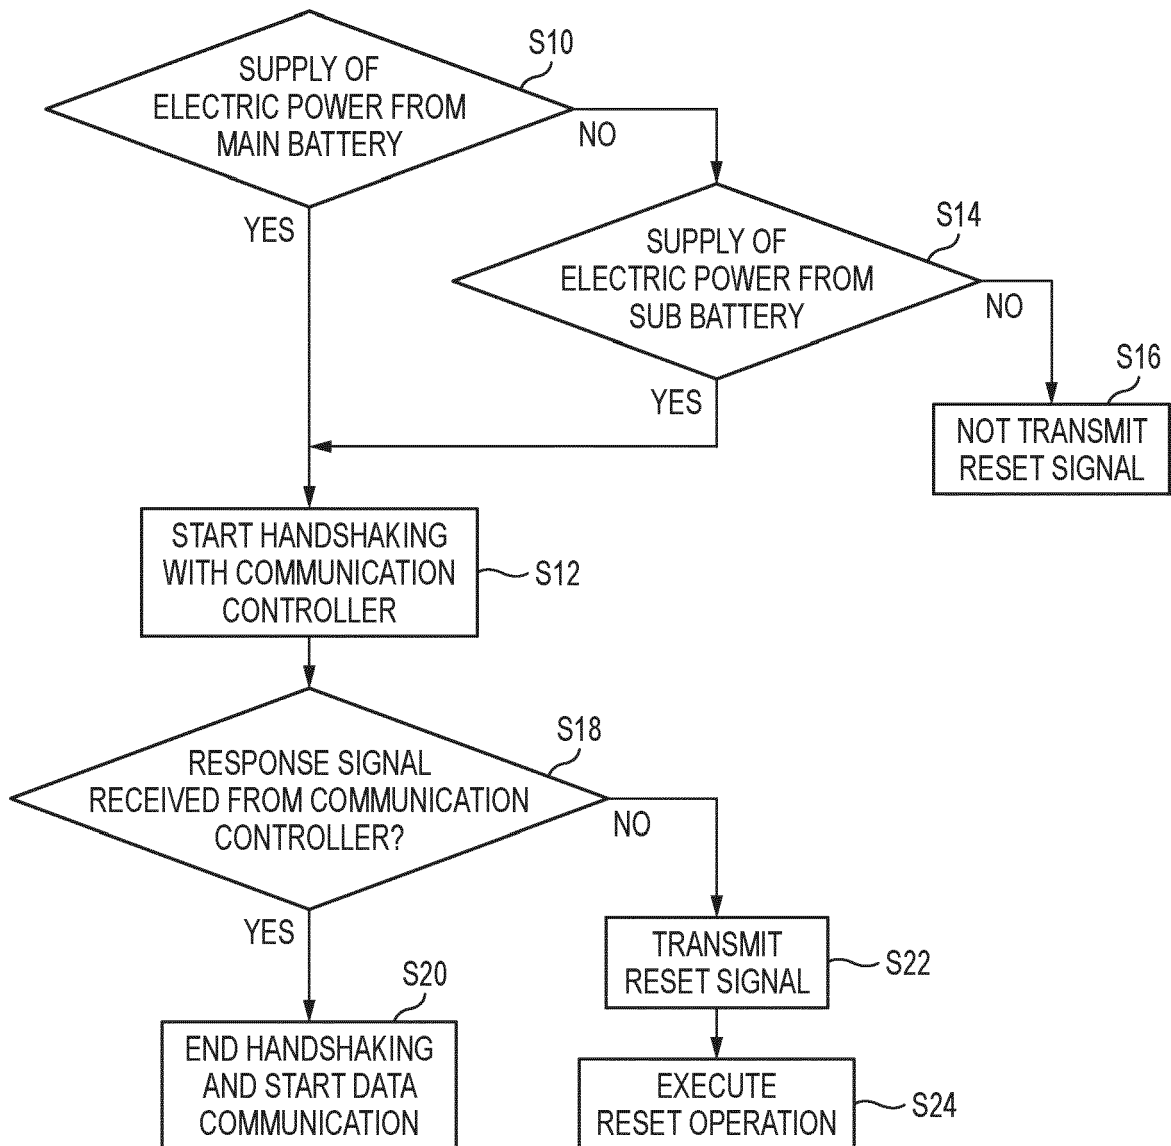 S10
SUPPLY OF
ELECTRIC POWER FROM
MAIN BATTERY
NO
YES
S14
SUPPLY OF
ELECTRIC POWER FROM
SUB BATTERY
NO
YES
S16
NOT TRANSMIT
RESET SIGNAL
START HANDSHAKING
WITH COMMUNICATION
CONTROLLER
S12
S18
RESPONSE SIGNAL
RECEIVED FROM COMMUNICATION
CONTROLLER?
NO
YES
TRANSMIT
RESET SIGNAL
S22
S20
END HANDSHAKING
AND START DATA
COMMUNICATION
EXECUTE
RESET OPERATION
S24